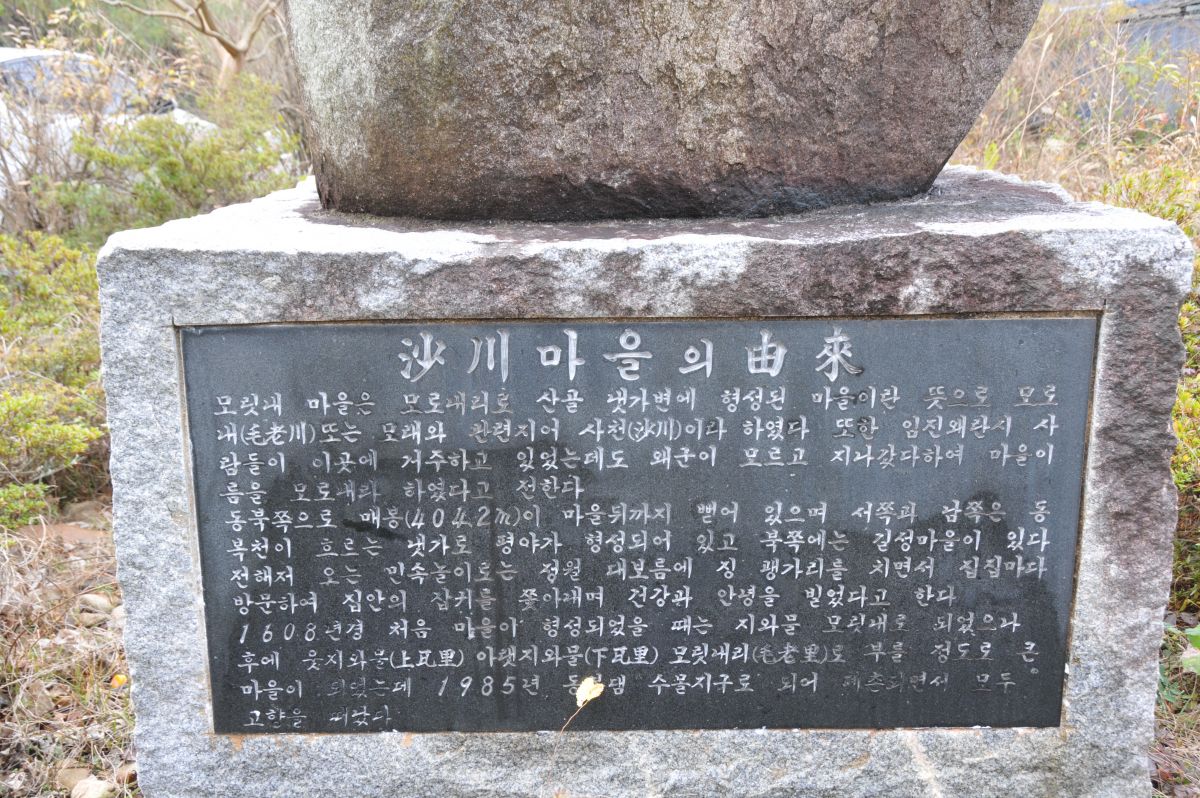 沙川 마을의 由來
모릿내 마을은 모로내리로 산골 냇가변에 형성된 마을이란 뜻으로 모로
내(毛老川)또는 모래와 관련지어 사천(沙川)이라 하였다 또한 임진왜란시 사
람들이 이곳에 거주하고 있었는데도 왜군이 모르고 지나갔다하여 마을이
름을 모로내라 하였다고 전한다
동북쪽으로 매봉(404.2m)이 마을뒤까지 뻗어 있으며 서쪽과 남쪽은 동
복천이 흐르는 냇가로 평야가 형성되어 있고 북쪽에는 길성마을이 있다
전해저 오는 민속놀이로는 정월 대보름에 징 꽹가리를 치면서 집집마다
방문하여 집안의 잡귀를 쫓아내며 건강과 안녕을 빌었다고 한다
1608년경 처음 마을이 형성되었을 때는 지와물 모릿내로 되었으나
후에 웃지와물(上瓦里) 아랫지와물(下瓦里) 모릿내리(毛老里)로 부를 정도로 큰
마을이 되었는데 1985년 수몰지구로 되어 폐촌되면서 모두
고향을 떠났다